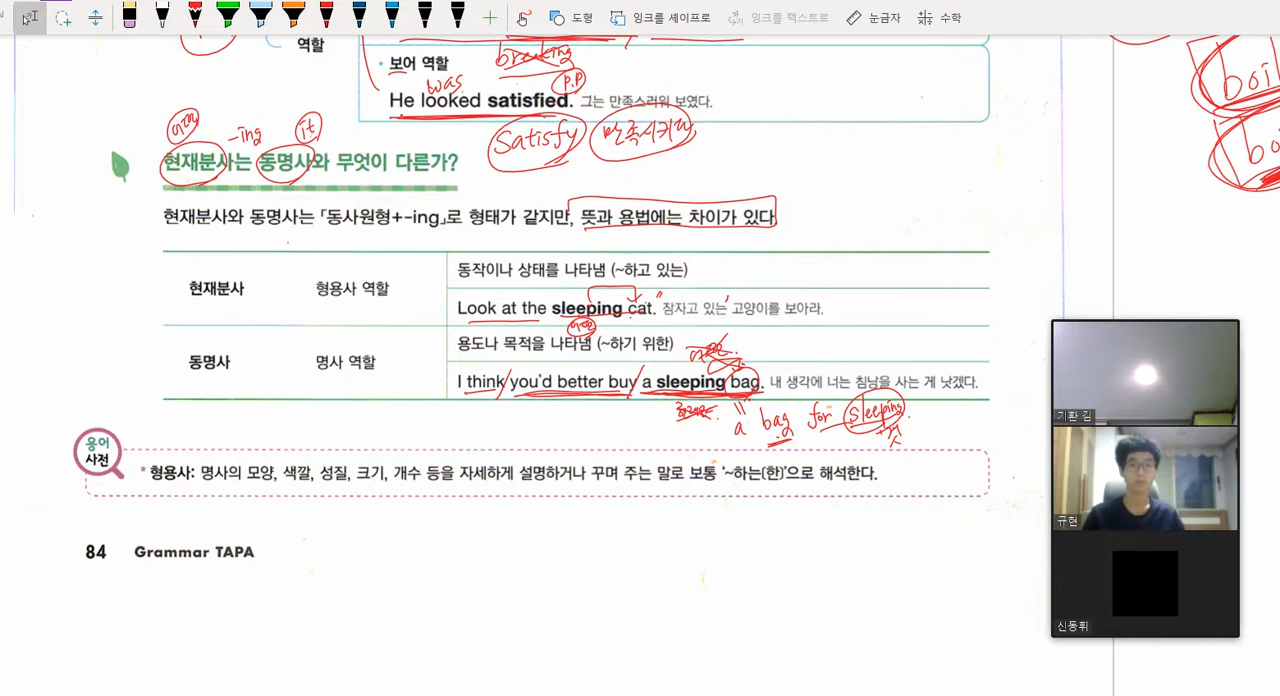 도형 잉크를 셰이프로 잉크를 텍스트로 눈금자 수학
역할
• 보어 역할
breaking
was
p.p
He looked satisfied. 그는 만족스러워 보였다.
boil
-ing
Satisfy 만족시키다
현재분사는 동명사와 무엇이 다른가?
현재분사와 동명사는 「동사원형+-ing」로 형태가 같지만, 뜻과 용법에는 차이가 있다.
동작이나 상태를 나타냄 (~하고 있는)
현재분사 형용사 역할
Look at the sleeping cat. 잠자고 있는 고양이를 보아라.
용도나 목적을 나타냄 (~하기 위한)
동명사 명사 역할
I think you'd better buy a sleeping bag. 내 생각에 너는 침낭을 사는 게 낫겠다.
a bag for sleeping.
용어
사전
* 형용사: 명사의 모양, 색깔, 성질, 크기, 개수 등을 자세하게 설명하거나 꾸며 주는 말로 보통 '~하는(한)'으로 해석한다.
84 Grammar TAPA
기환 김
규현
신동휘